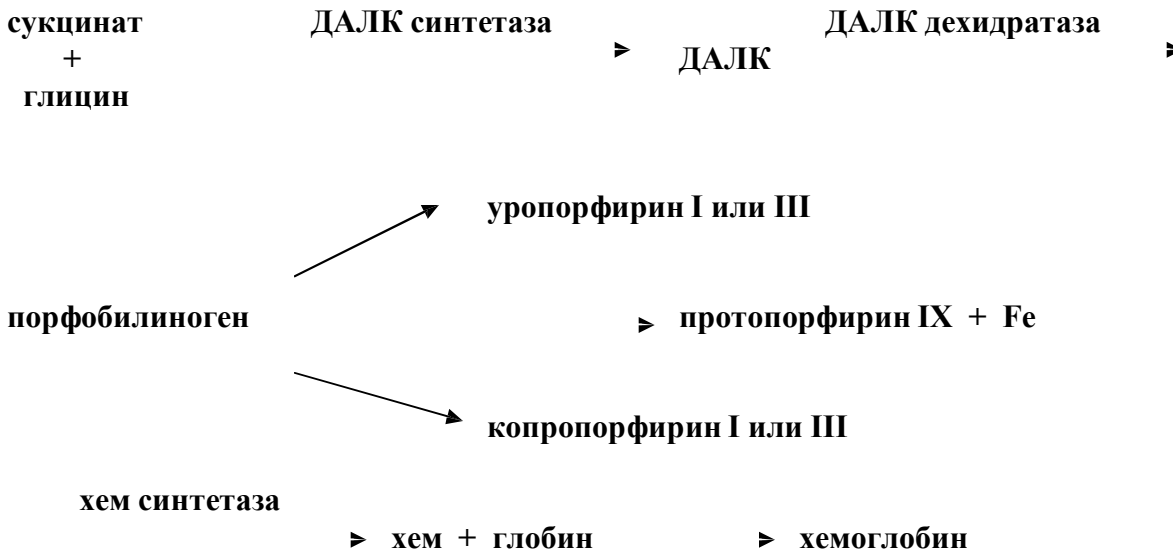 сукцинат ДАЛК синтетаза ДАЛК дехидратаза
+ ДАЛК
глицин
уропорфирин I или III
порфобилиноген протопорфирин IX + Fe
копропорфирин I или III
хем синтетаза
хем + глобин хемоглобин